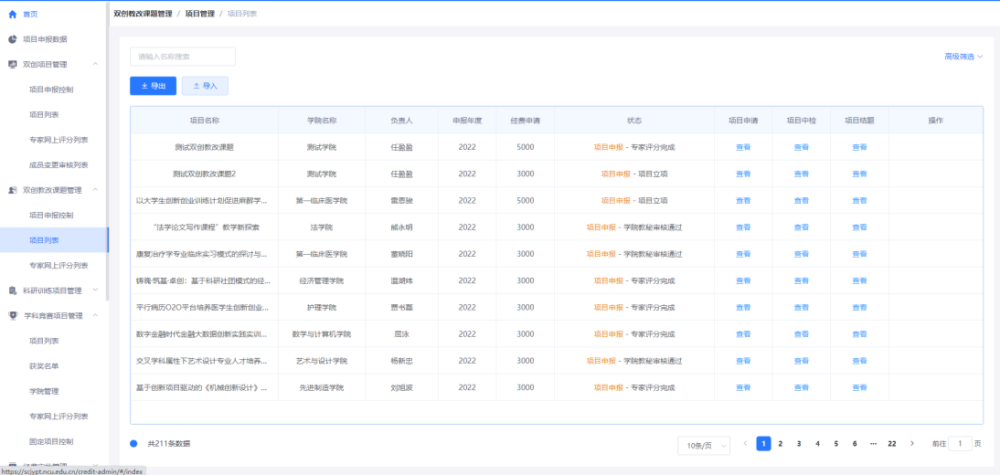 首页
项目申报数据
双创项目管理
项目申报控制
项目列表
专家网上评分列表
成员变更审核列表
双创教改课题管理
项目申报控制
项目列表
专家网上评分列表
科研训练项目管理
学科竞赛项目管理
项目列表
获奖名单
学院管理
专家网上评分列表
固定项目控制
https://scjypt.ncu.edu.cn/credit-admin/#/index
双创教改课题管理 / 项目管理 / 项目列表
请输入名称搜索
高级筛选
导出 导入
项目名称 学院名称 负责人 申报年度 经费申请 状态 项目申请 项目中检 项目结题 操作
测试双创教改课题 测试学院 任盈盈 2022 5000 项目申报 - 专家评分完成 查看 查看 查看
测试双创教改课题2 测试学院 任盈盈 2022 3000 项目申报 - 项目立项 查看 查看 查看
以大学生创新创业训练计划促进麻醉学... 第一临床医学院 雷恩骏 2022 5000 项目申报 - 项目立项 查看 查看 查看
“法学论文写作课程”教学新探索 法学院 熊永明 2022 3000 项目申报 - 学院教秘审核通过 查看 查看 查看
康复治疗学专业临床实习模式的探讨与... 第一临床医学院 董晓阳 2022 3000 项目申报 - 学院教秘审核通过 查看 查看 查看
铸魂·筑基·卓创：基于科研社团模式的经... 经济管理学院 温湖炜 2022 3000 项目申报 - 专家评分完成 查看 查看 查看
平行病历O2O平台培养医学生创新创业... 护理学院 贾书磊 2022 3000 项目申报 - 专家评分完成 查看 查看 查看
数字金融时代金融大数据创新实践实训... 数学与计算机学院 屈泳 2022 3000 项目申报 - 专家评分完成 查看 查看 查看
交叉学科属性下艺术设计专业人才培养... 艺术与设计学院 杨新忠 2022 3000 项目申报 - 学院教秘审核通过 查看 查看 查看
基于创新项目驱动的《机械创新设计》... 先进制造学院 刘旭波 2022 3000 项目申报 - 专家评分完成 查看 查看 查看
共211条数据 10条/页 1 2 3 4 5 6 ··· 22 前往 1 页